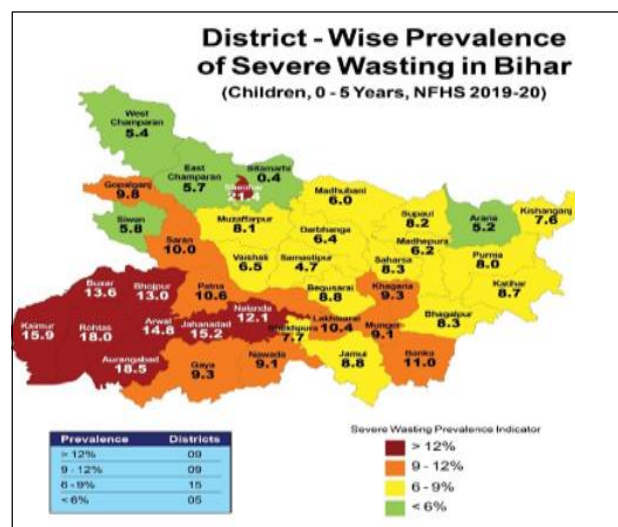 District - Wise Prevalence
of Severe Wasting in Bihar
(Children, 0 - 5 Years, NFHS 2019-20)
West
Champaran
5.4
East
Champaran
5.7
Sitamarhi
0.4
Sheohar
21.4
Gopalganj
9.8
Siwan
5.8
Madhubani
6.0
Muzaffarpur
8.1
Darbhanga
6.4
Supaul
8.2
Araria
5.2
Kishanganj
7.6
Saran
10.0
Vaishali
6.5
Samastipur
4.7
Madhepura
6.2
Saharsa
8.3
Purnia
8.0
Katihar
8.7
Buxar
13.6
Bhojpur
13.0
Patna
10.6
Begusarai
8.8
Khagaria
9.3
Bhagalpur
8.3
Kaimur
15.9
Rohtas
18.0
Arwal
14.8
Jahanabad
15.2
Nalanda
12.1
Sheikhpura
7.7
Lakhisarai
10.4
Munger
9.1
Aurangabad
18.5
Gaya
9.3
Nawada
9.1
Jamui
8.8
Banka
11.0
Prevalence Districts
> 12% 09
9 - 12% 09
6 - 9% 15
< 6% 05
Severe Wasting Prevalence Indicator
> 12%
9 - 12%
6 - 9%
< 6%